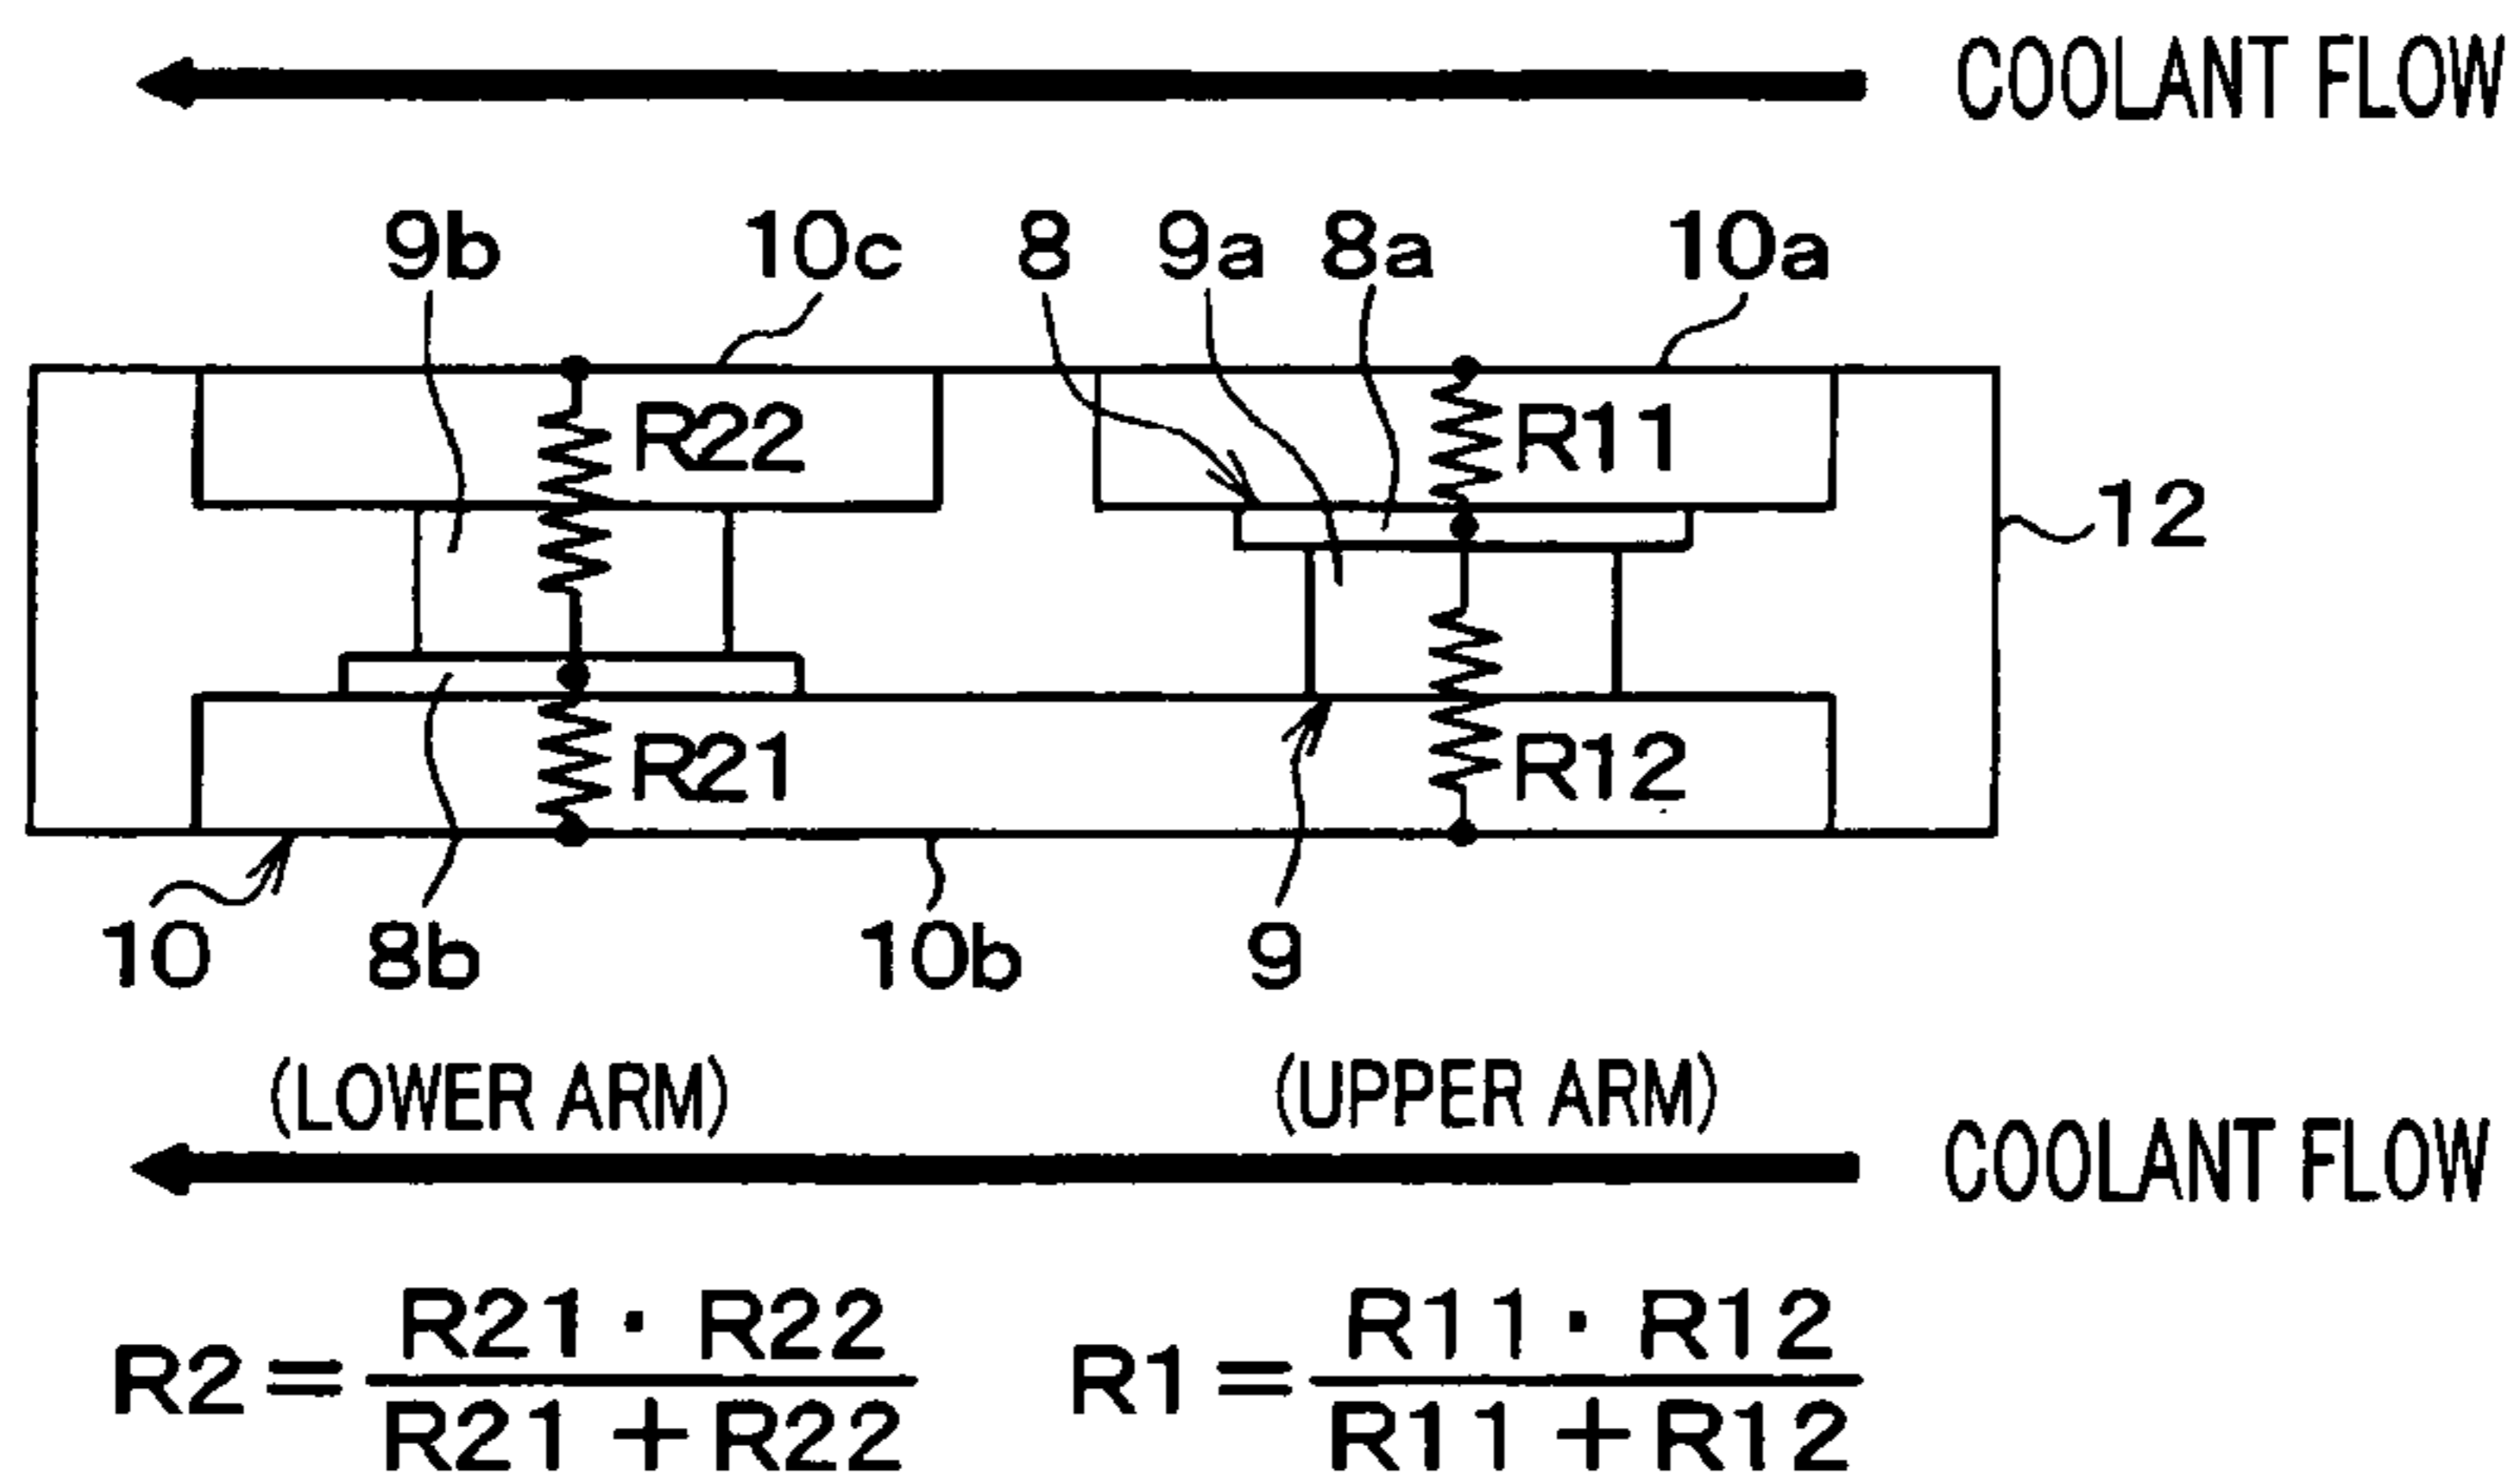 COOLANT FLOW
9b 10c 8 9a 8a 10a
R22 R11
12
R21 R12
10 8b 10b 9
(LOWER ARM) (UPPER ARM)
COOLANT FLOW
R21 · R22 R11 · R12
R2= R1=
R21+R22 R11+R12